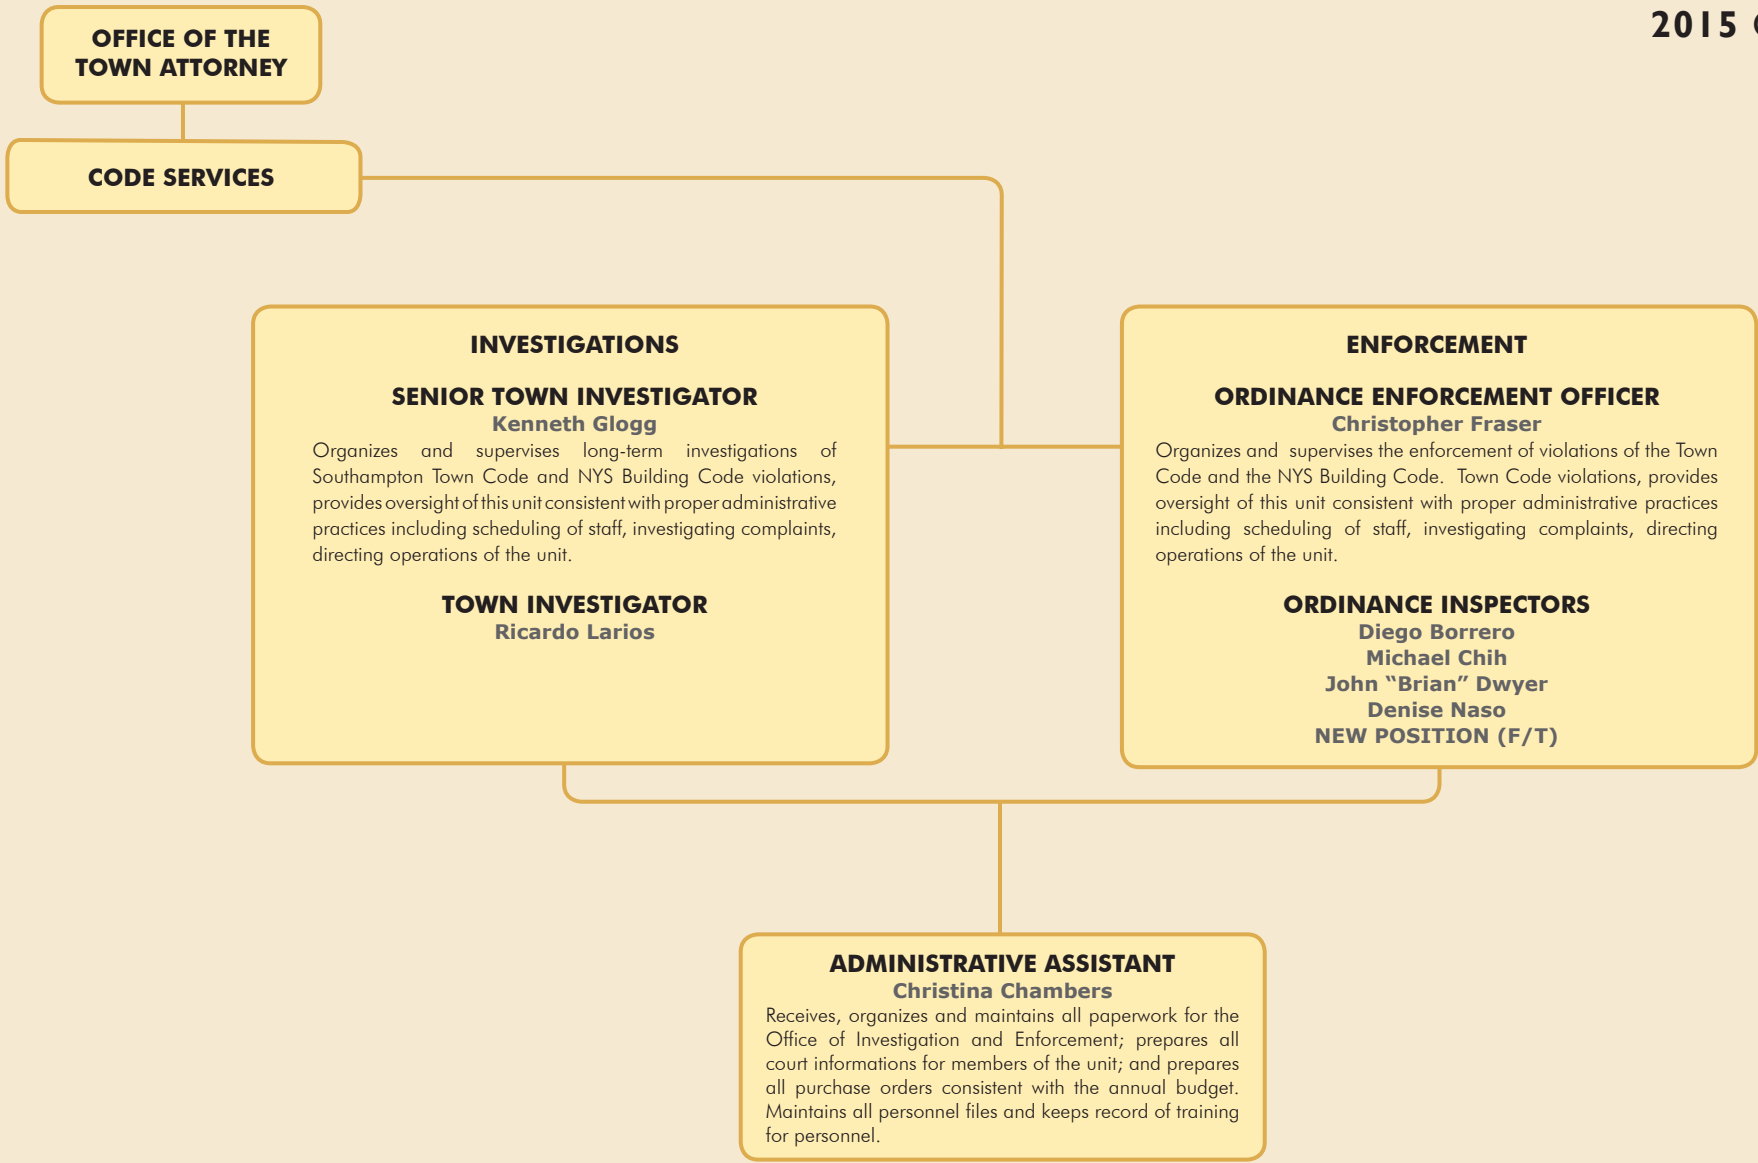 2015
OFFICE OF THE
TOWN ATTORNEY
CODE SERVICES
INVESTIGATIONS
SENIOR TOWN INVESTIGATOR
Kenneth Glogg
Organizes and supervises long-term investigations of
Southampton Town Code and NYS Building Code violations,
provides oversight of this unit consistent with proper administrative
practices including scheduling of staff, investigating complaints,
directing operations of the unit.
TOWN INVESTIGATOR
Ricardo Larios
ENFORCEMENT
ORDINANCE ENFORCEMENT OFFICER
Christopher Fraser
Organizes and supervises the enforcement of violations of the Town
Code and the NYS Building Code. Town Code violations, provides
oversight of this unit consistent with proper administrative practices
including scheduling of staff, investigating complaints, directing
operations of the unit.
ORDINANCE INSPECTORS
Diego Borrero
Michael Chih
John “Brian” Dwyer
Denise Naso
NEW POSITION (F/T)
ADMINISTRATIVE ASSISTANT
Christina Chambers
Receives, organizes and maintains all paperwork for the
Office of Investigation and Enforcement; prepares all
court informations for members of the unit; and prepares
all purchase orders consistent with the annual budget.
Maintains all personnel files and keeps record of training
for personnel.